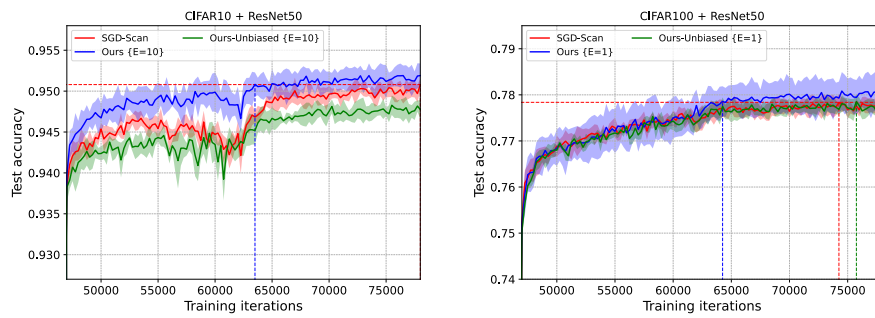 CIFAR10 + ResNet50
SGD-Scan
Ours {E=10}
Ours-Unbiased {E=10}
0.955
0.950
0.945
0.940
0.935
0.930
Test accuracy
50000 55000 60000 65000 70000 75000
Training iterations
CIFAR100 + ResNet50
SGD-Scan
Ours {E=1}
Ours-Unbiased {E=1}
0.79
0.78
0.77
0.76
0.75
0.74
Test accuracy
50000 55000 60000 65000 70000 75000
Training iterations